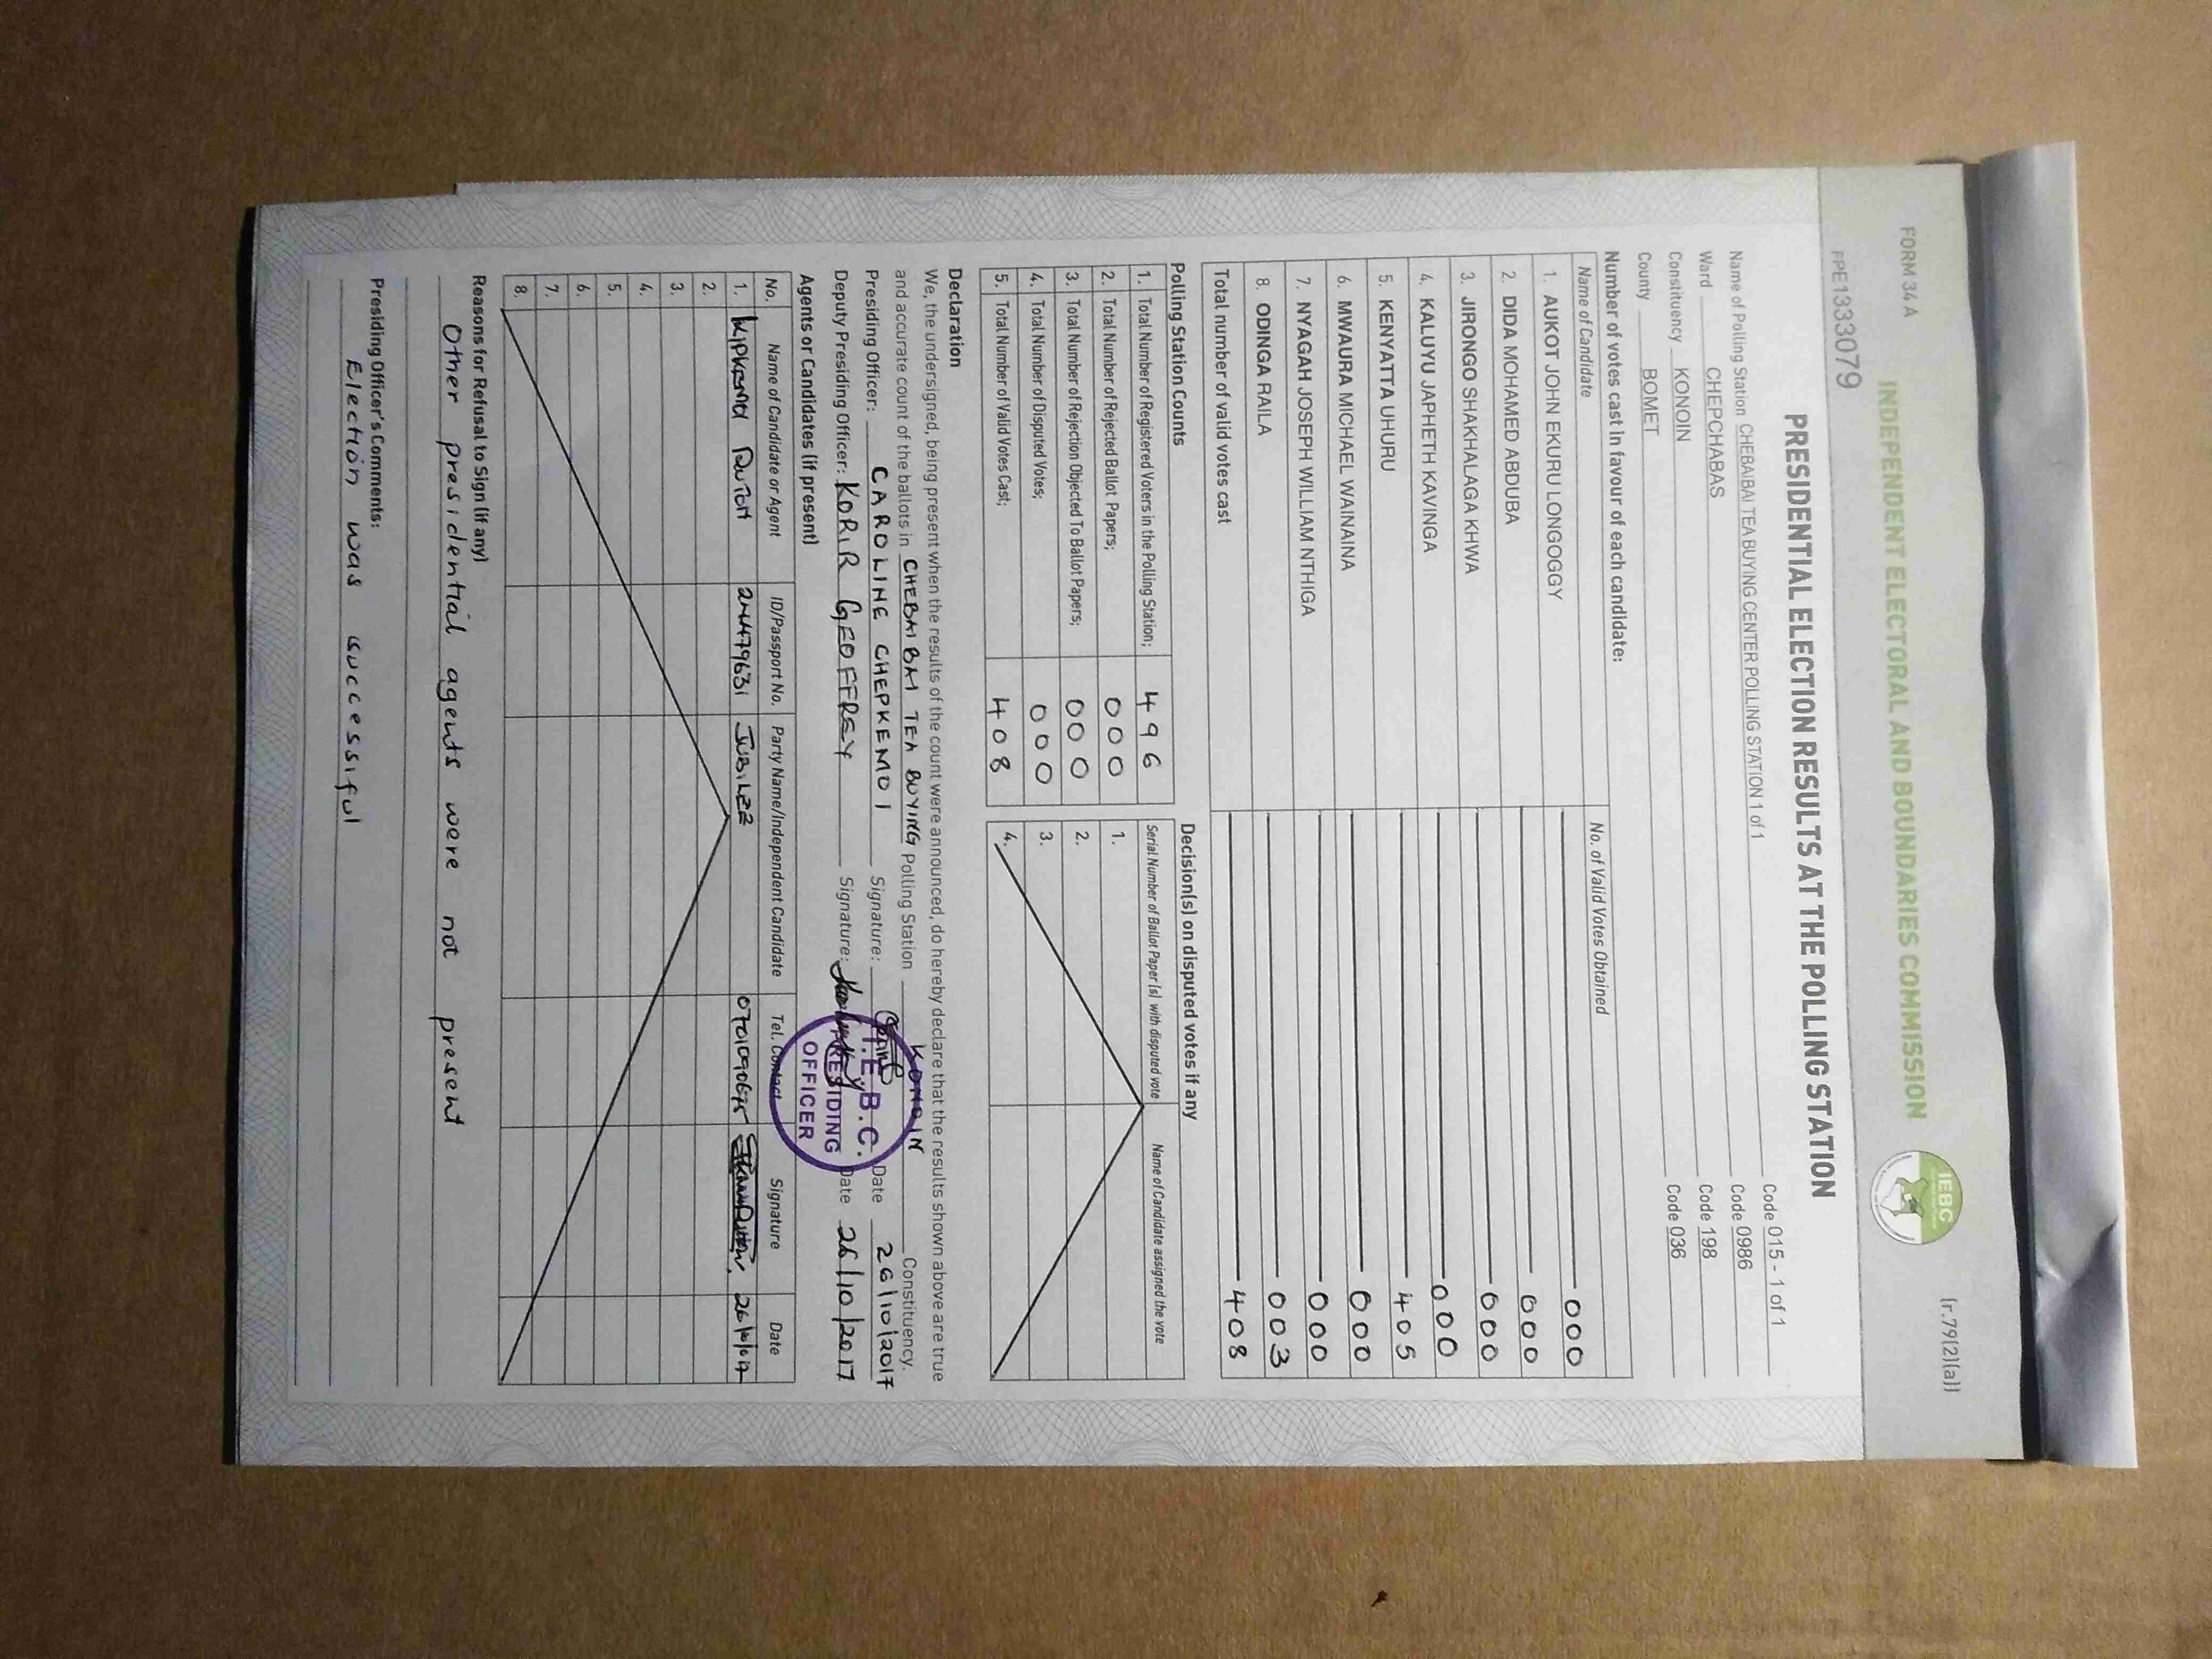 FORM 34 A
(r.79(2)(a))
INDEPENDENT ELECTORAL AND BOUNDARIES COMMISSION
IEBC
PPE1333079
PRESIDENTIAL ELECTION RESULTS AT THE POLLING STATION
Name of Polling Station CHEBAIBAI TEA BUYING CENTER POLLING STATION 1 of 1 Code 015 - 1 of 1
Ward CHEPCHABAS Code 0986
Constituency KONOIN Code 198
County BOMET Code 036
Number of votes cast in favour of each candidate:
Name of Candidate No. of Valid Votes Obtained
1. AUKOT JOHN EKURU LONGOGGY 000
2. DIDA MOHAMED ABDUBA 000
3. JIRONGO SHAKHALAGA KHWA 000
4. KALUYU JAPHETH KAVINGA 000
5. KENYATTA UHURU 405
6. MWAURA MICHAEL WAINAINA 000
7. NYAGAH JOSEPH WILLIAM NTHIGA 000
8. ODINGA RAILA 003
Total number of valid votes cast 408
Polling Station Counts
1. Total Number of Registered Voters in the Polling Station; 496
2. Total Number of Rejected Ballot Papers; 000
3. Total Number of Rejection Objected To Ballot Papers; 000
4. Total Number of Disputed Votes; 000
5. Total Number of Valid Votes Cast; 408
Decision(s) on disputed votes if any
Serial Number of Ballot Paper (s) with disputed vote Name of Candidate assigned the vote
1.
2.
3.
4.
Declaration
We, the undersigned, being present when the results of the count were announced, do hereby declare that the results shown above are true
and accurate count of the ballots in CHEBAIBAI TEA BUYING Polling Station KONOIN Constituency.
Presiding Officer: CAROLINE CHEPKEMOI Signature: Date 26/10/2017
Deputy Presiding Officer: KORIR GEOFFREY Signature: Date 26/10/2017
I.E.B.C.
PRESIDING
OFFICER
Agents or Candidates (if present)
No. Name of Candidate or Agent ID/Passport No. Party Name/Independent Candidate Tel. Contact Signature Date
1. Ruto 24479631 JUBILEE
2.
3.
4.
5.
6.
7.
8.
Reasons for Refusal to Sign (if any)
Other presidential agents were not present
Presiding Officer's Comments:
Election was successiful